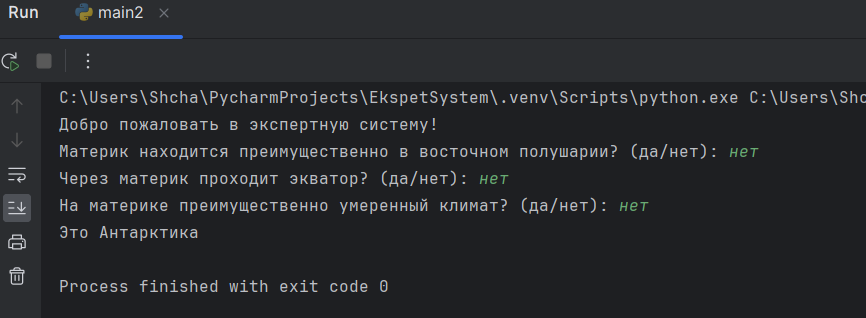 Run main2
C:\Users\Shcha\PycharmProjects\EkspetSystem\.venv\Scripts\python.exe C:\Users\Shc
Добро пожаловать в экспертную систему!
Материк находится преимущественно в восточном полушарии? (да/нет): нет
Через материк проходит экватор? (да/нет): нет
На материке преимущественно умеренный климат? (да/нет): нет
Это Антарктика
Process finished with exit code 0